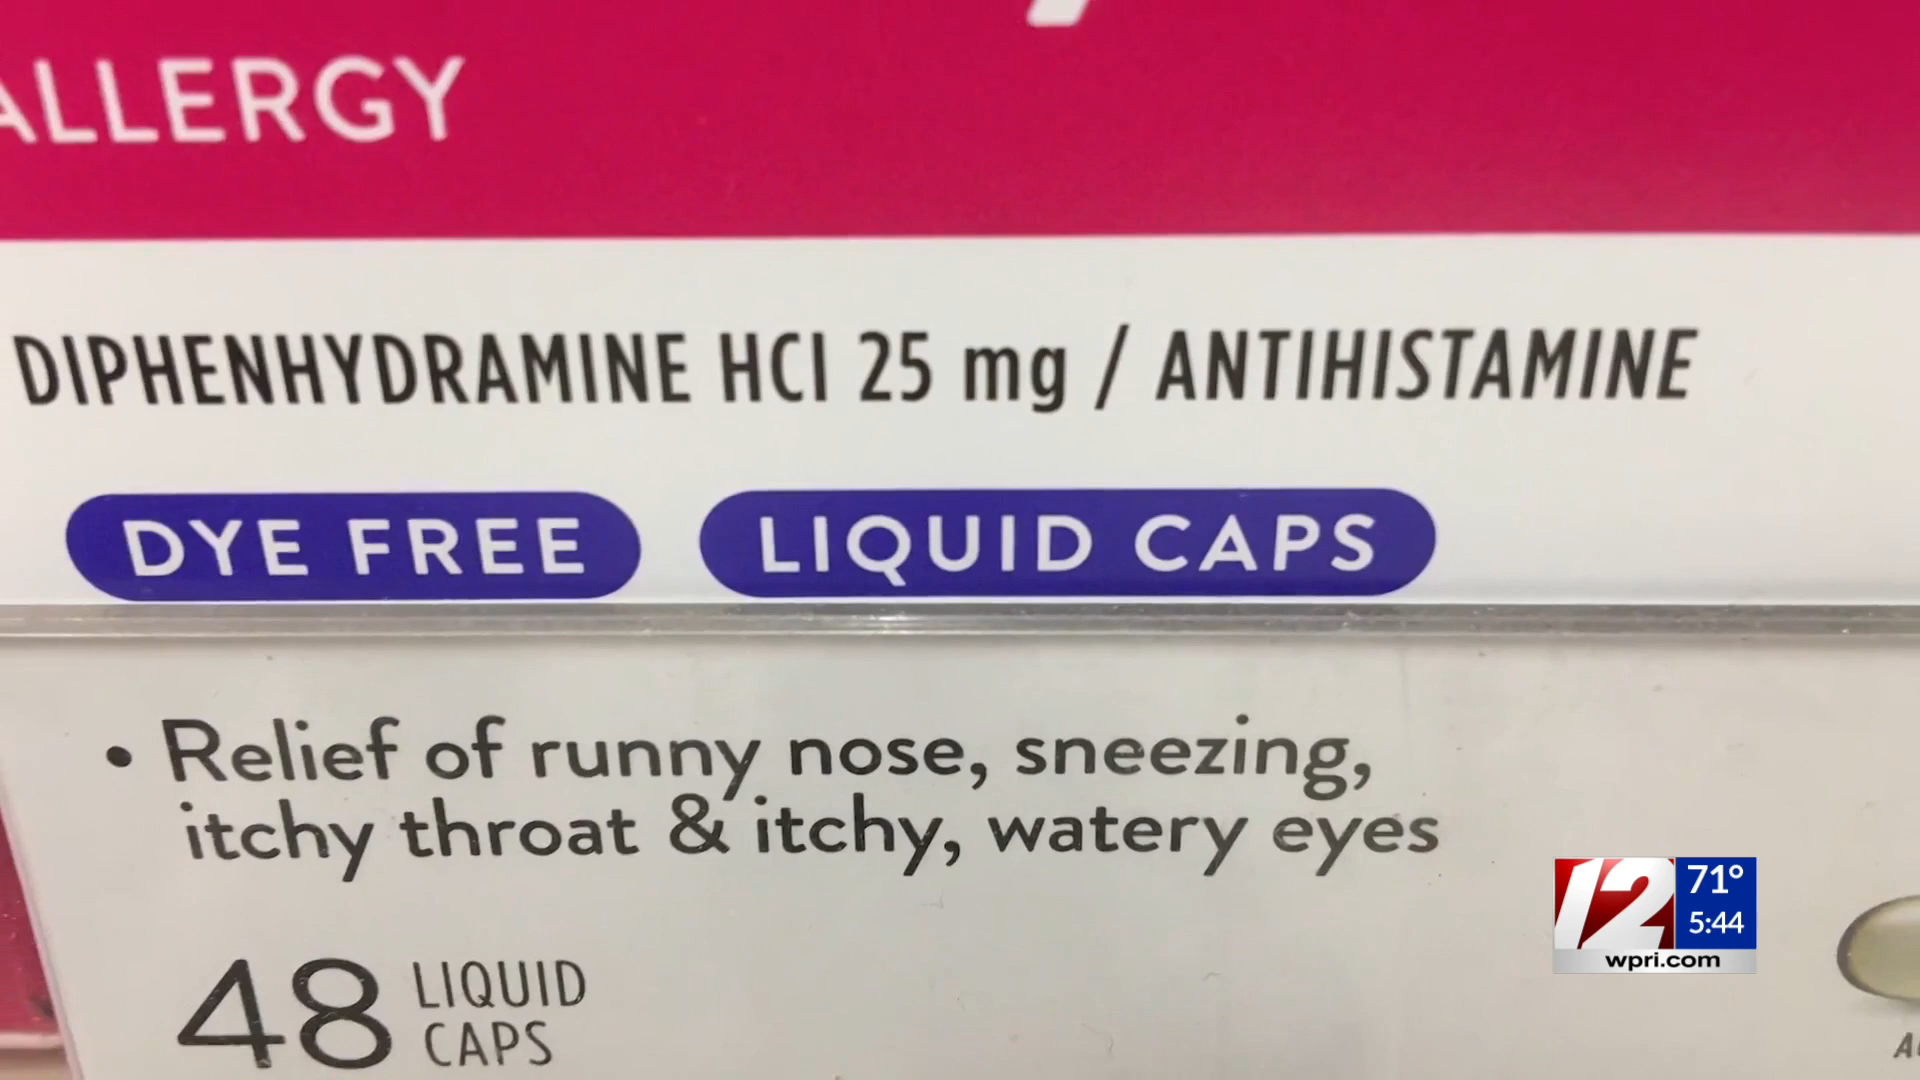 ALLERGY
DIPHENHYDRAMINE HCl 25 mg / ANTIHISTAMINE
DYE FREE LIQUID CAPS
• Relief of runny nose, sneezing,
itchy throat & itchy, watery eyes
48 LIQUID
CAPS
12 71°
5:44
wpri.com